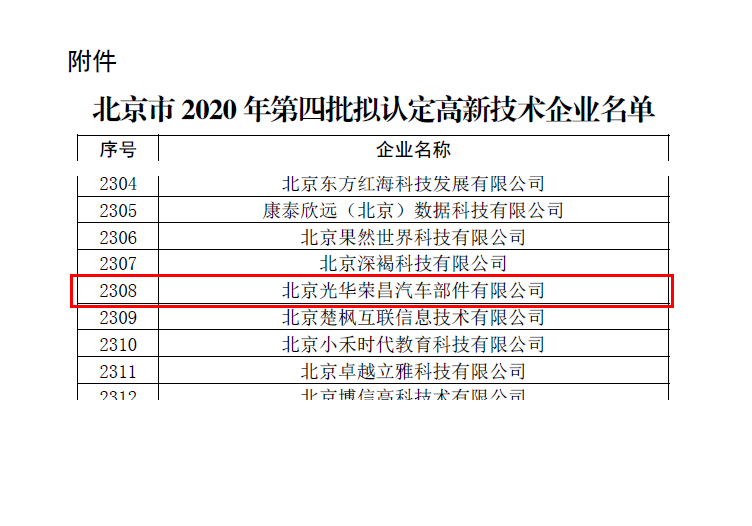 附件
北京市 2020 年第四批拟认定高新技术企业名单
序号 企业名称
2304 北京东方红海科技发展有限公司
2305 康泰欣远（北京）数据科技有限公司
2306 北京果然世界科技有限公司
2307 北京深褐科技有限公司
2308 北京光华荣昌汽车部件有限公司
2309 北京楚枫互联信息技术有限公司
2310 北京小禾时代教育科技有限公司
2311 北京卓越立雅科技有限公司
2312 北京博信高科技术有限公司